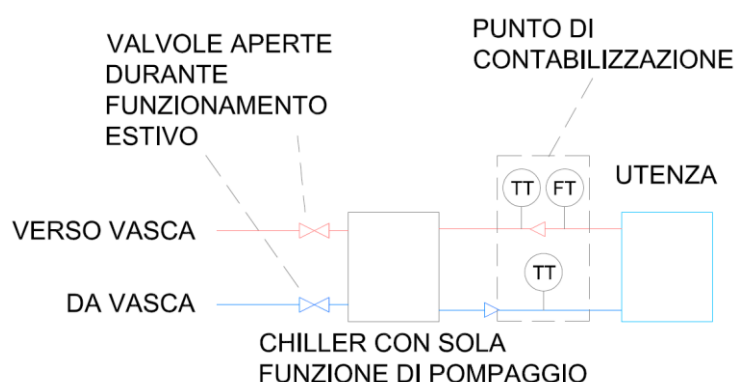 VALVOLE APERTE
DURANTE
FUNZIONAMENTO
ESTIVO
PUNTO DI
CONTABILIZZAZIONE
TT
FT
UTENZA
VERSO VASCA
TT
DA VASCA
CHILLER CON SOLA
FUNZIONE DI POMPAGGIO